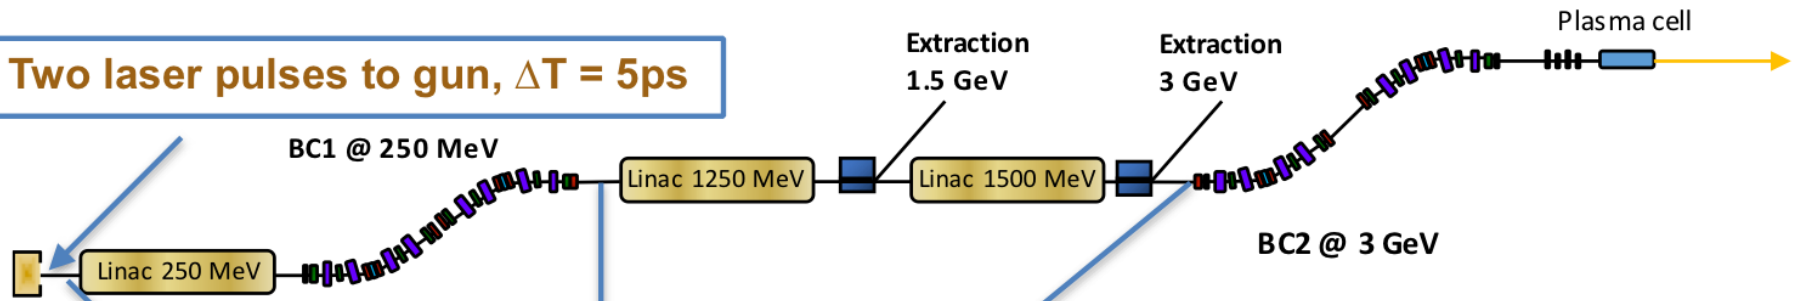 Plasma cell
Extraction
1.5 GeV
Extraction
3 GeV
Two laser pulses to gun, ΔT = 5ps
BC1 @ 250 MeV
Linac 1250 MeV
Linac 1500 MeV
BC2 @ 3 GeV
Linac 250 MeV